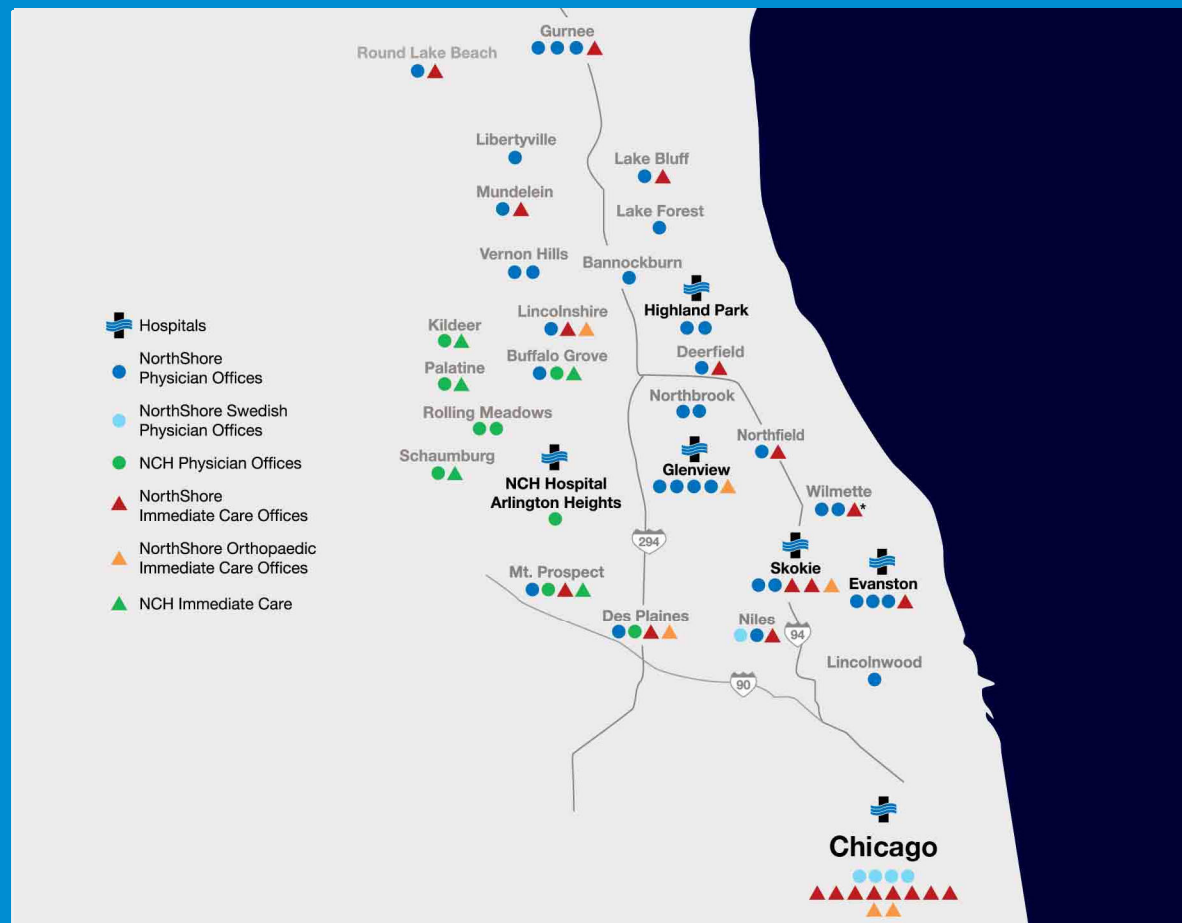 Gurnee
Round Lake Beach
Libertyville
Lake Bluff
Mundelein
Lake Forest
Vernon Hills
Bannockburn
Highland Park
Lincolnshire
Kildeer
Buffalo Grove
Deerfield
Palatine
Northbrook
Rolling Meadows
Northfield
Schaumburg
Glenview
NCH Hospital
Arlington Heights
Wilmette
*
294
Skokie
Mt. Prospect
Evanston
Des Plaines
Niles
94
Lincolnwood
90
Chicago
Hospitals
NorthShore
Physician Offices
NorthShore Swedish
Physician Offices
NCH Physician Offices
NorthShore
Immediate Care Offices
NorthShore Orthopaedic
Immediate Care Offices
NCH Immediate Care